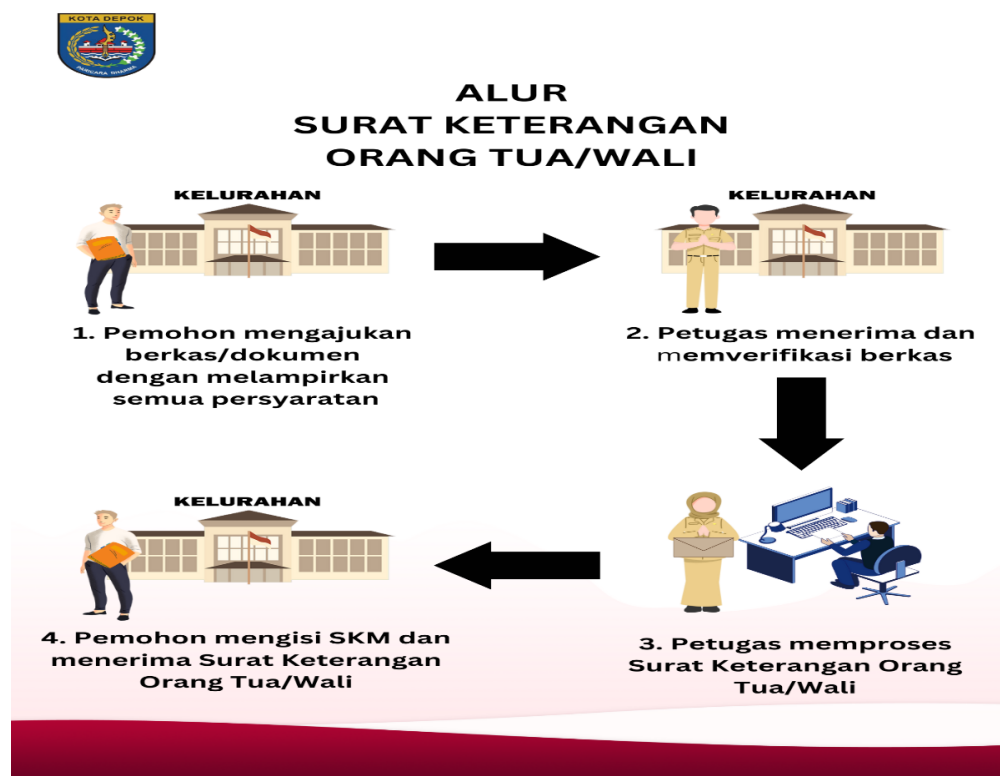 KOTA DEPOK
PARICARA DHARMA
ALUR
SURAT KETERANGAN
ORANG TUA/WALI
KELURAHAN
1. Pemohon mengajukan
berkas/dokumen
dengan melampirkan
semua persyaratan
KELURAHAN
2. Petugas menerima dan
memverifikasi berkas
3. Petugas memproses
Surat Keterangan Orang
Tua/Wali
KELURAHAN
4. Pemohon mengisi SKM dan
menerima Surat Keterangan
Orang Tua/Wali